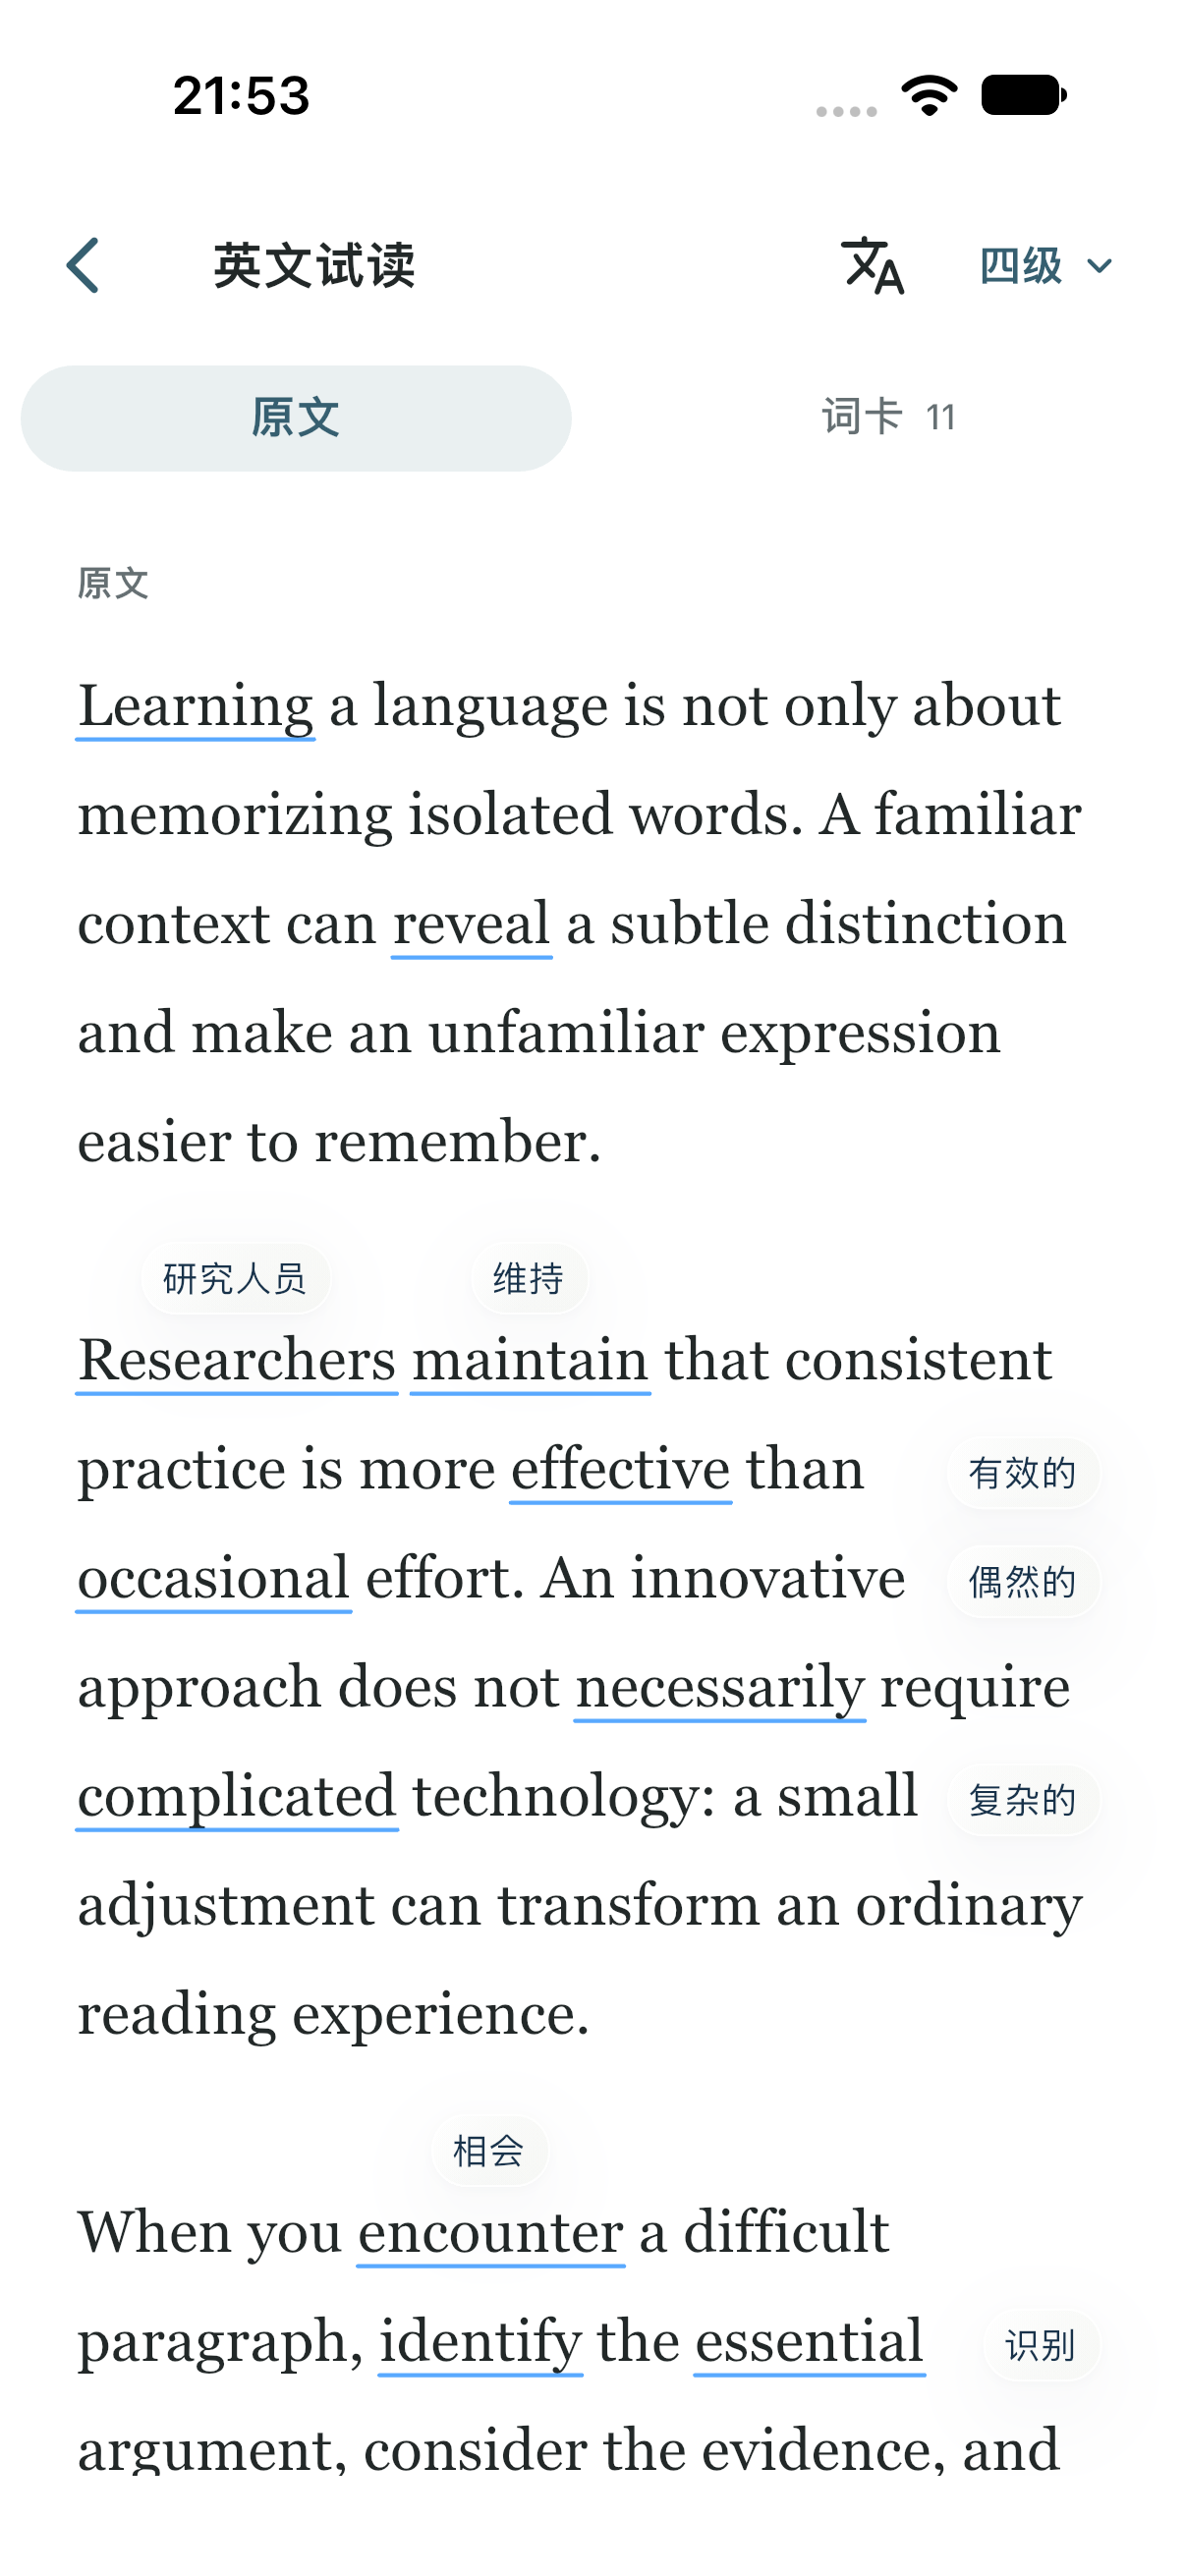 21:53
英文试读
文A
四级
原文
词卡 11
原文
Learning a language is not only about
memorizing isolated words. A familiar
context can reveal a subtle distinction
and make an unfamiliar expression
easier to remember.
研究人员 维持
Researchers maintain that consistent
practice is more effective than 有效的
occasional effort. An innovative 偶然的
approach does not necessarily require
complicated technology: a small 复杂的
adjustment can transform an ordinary
reading experience.
相会
When you encounter a difficult
paragraph, identify the essential 识别
argument, consider the evidence, and